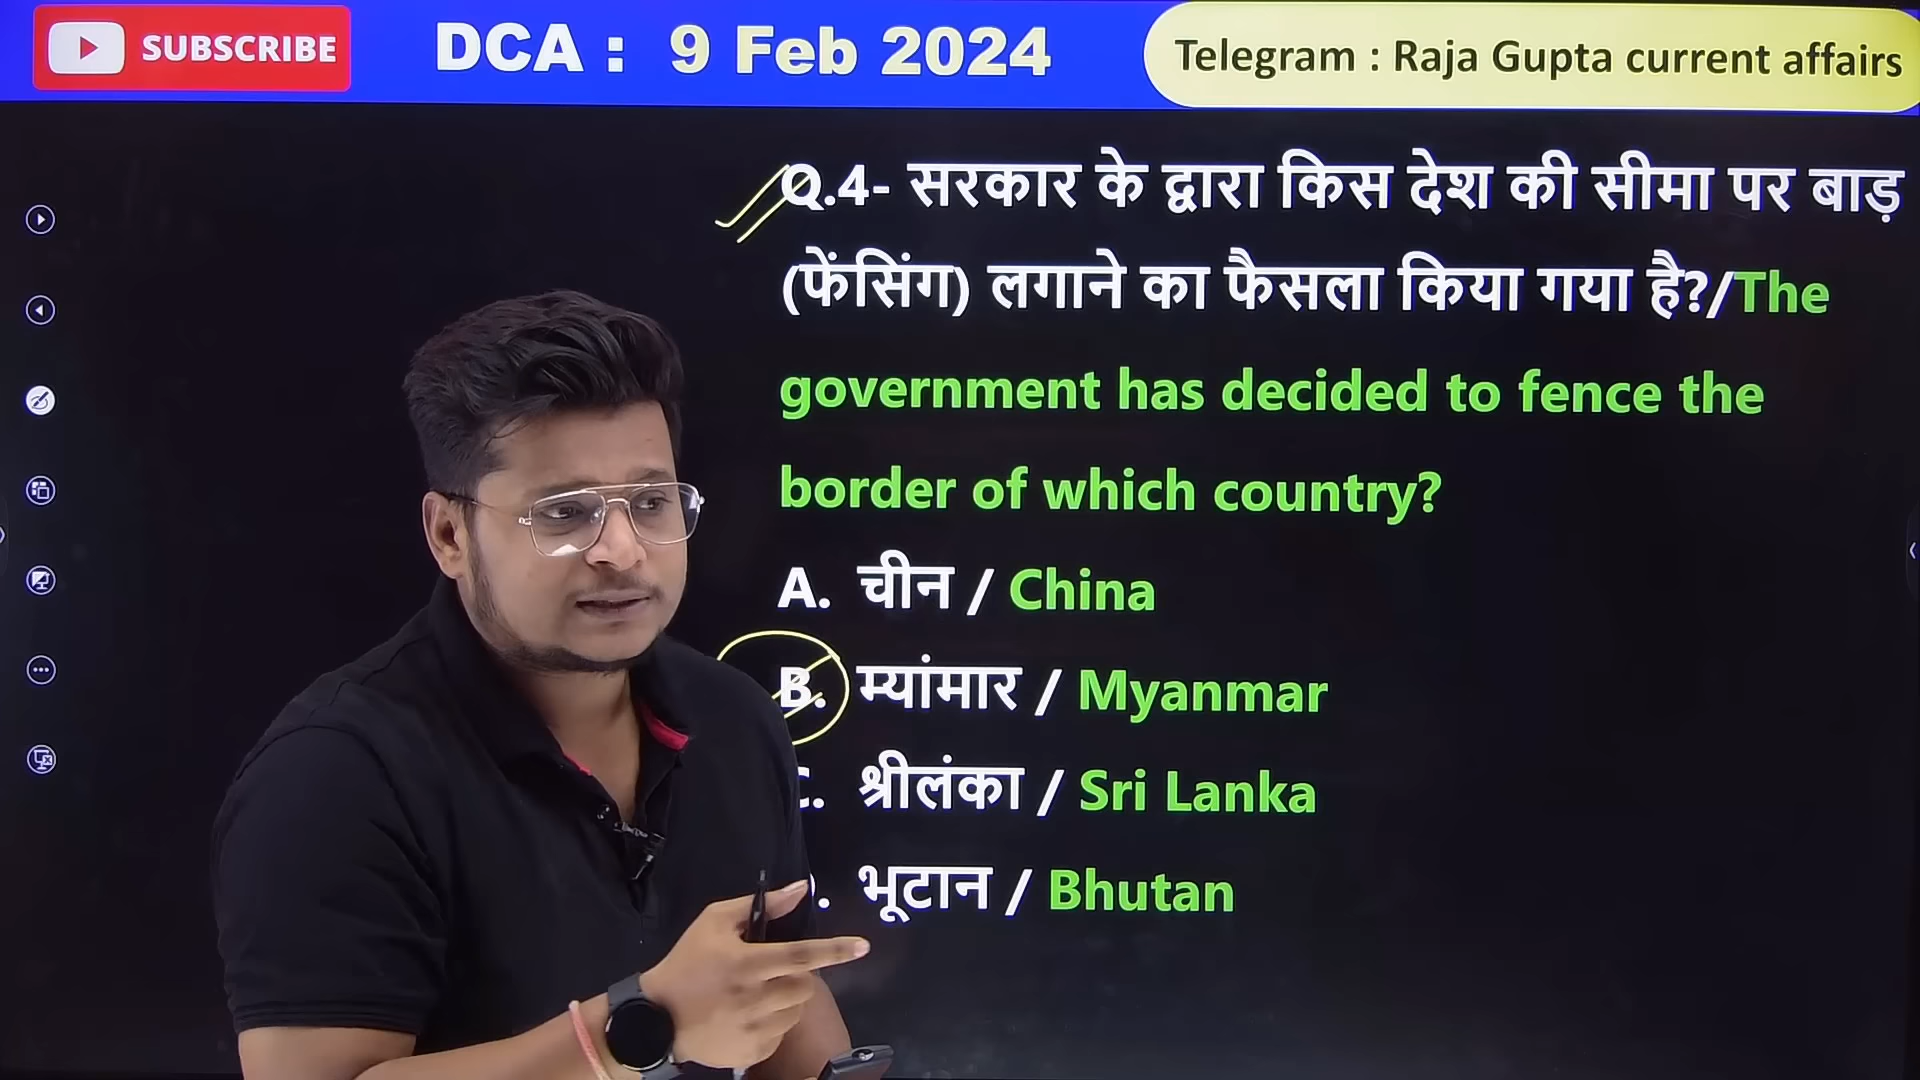 SUBSCRIBE
DCA : 9 Feb 2024
Telegram : Raja Gupta current affairs
Q.4- सरकार के द्वारा किस देश की सीमा पर बाड़
(फेंसिंग) लगाने का फैसला किया गया है?/The
government has decided to fence the
border of which country?
A. चीन / China
B. म्यांमार / Myanmar
C. श्रीलंका / Sri Lanka
भूटान / Bhutan